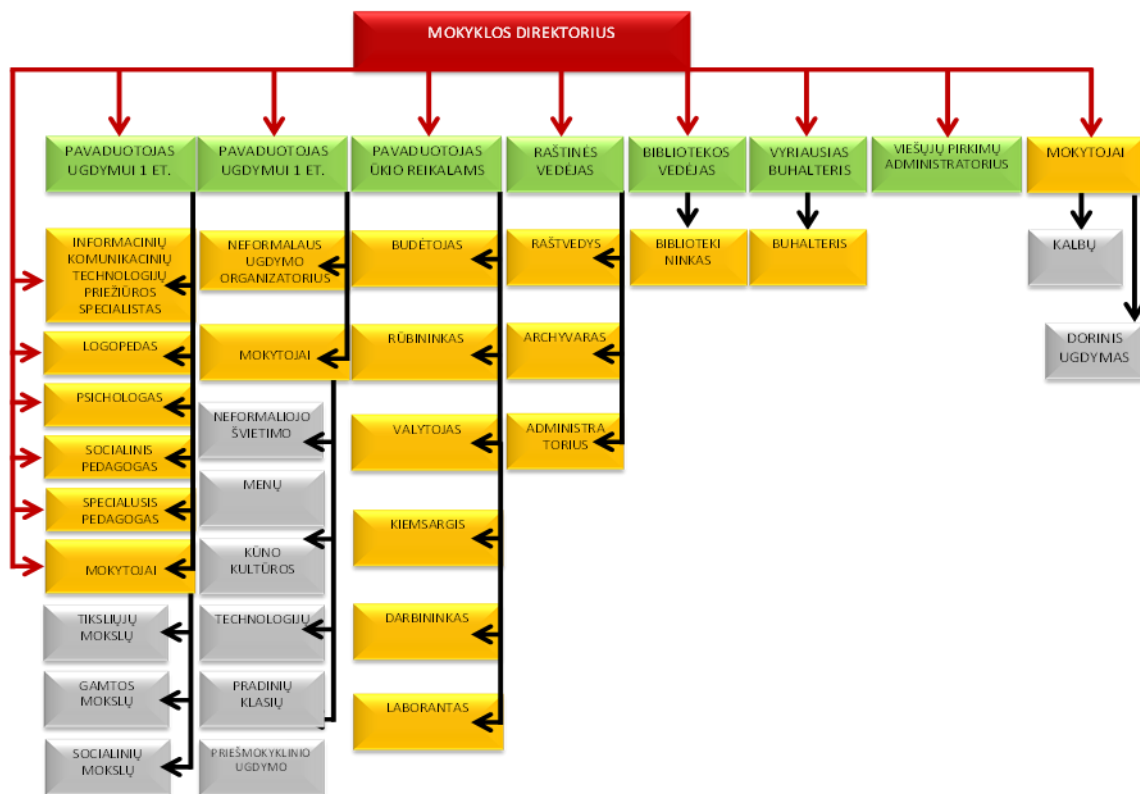 MOKYKLOS DIREKTORIUS
PAVADUOTOJAS
UGDYMUI 1 ET.
PAVADUOTOJAS
UGDYMUI 1 ET.
PAVADUOTOJAS
ŪKIO REIKALAMS
RAŠTINĖS
VEDĖJAS
BIBLIOTEKOS
VEDĖJAS
VYRIAUSIAS
BUHALTERIS
VIEŠŲJŲ PIRKIMŲ
ADMINISTRATORIUS
MOKYTOJAI
INFORMACINIŲ
KOMUNIKACINIŲ
TECHNOLOGIJŲ
PRIEŽIŪROS
SPECIALISTAS
LOGOPEDAS
PSICHOLOGAS
SOCIALINIS
PEDAGOGAS
SPECIALUSIS
PEDAGOGAS
MOKYTOJAI
TIKSLIŲJŲ
MOKSLŲ
GAMTOS
MOKSLŲ
SOCIALINIŲ
MOKSLŲ
NEFORMALAUS
UGDYMO
ORGANIZATORIUS
MOKYTOJAI
NEFORMALIOJO
ŠVIETIMO
MENŲ
KŪNO
KULTŪROS
TECHNOLOGIJŲ
PRADINIŲ
KLASIŲ
PRIEŠMOKYKLINIO
UGDYMO
BUDĖTOJAS
RŪBININKAS
VALYTOJAS
KIEMSARGIS
DARBININKAS
LABORANTAS
RAŠTVEDYS
ARCHYVARAS
ADMINISTRA
TORIUS
BIBLIOTEKI
NINKAS
BUHALTERIS
KALBŲ
DORINIS
UGDYMAS